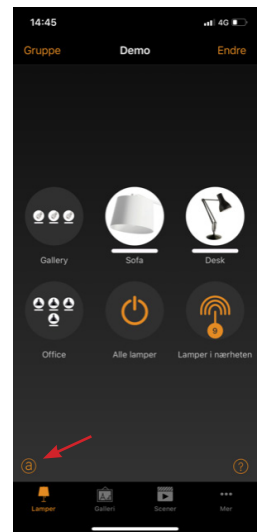 14:45 4G
Gruppe Demo Endre
Gallery Sofa Desk
9
Office Alle lamper Lamper i nærheten
a ?
Lamper Galleri Scener Mer